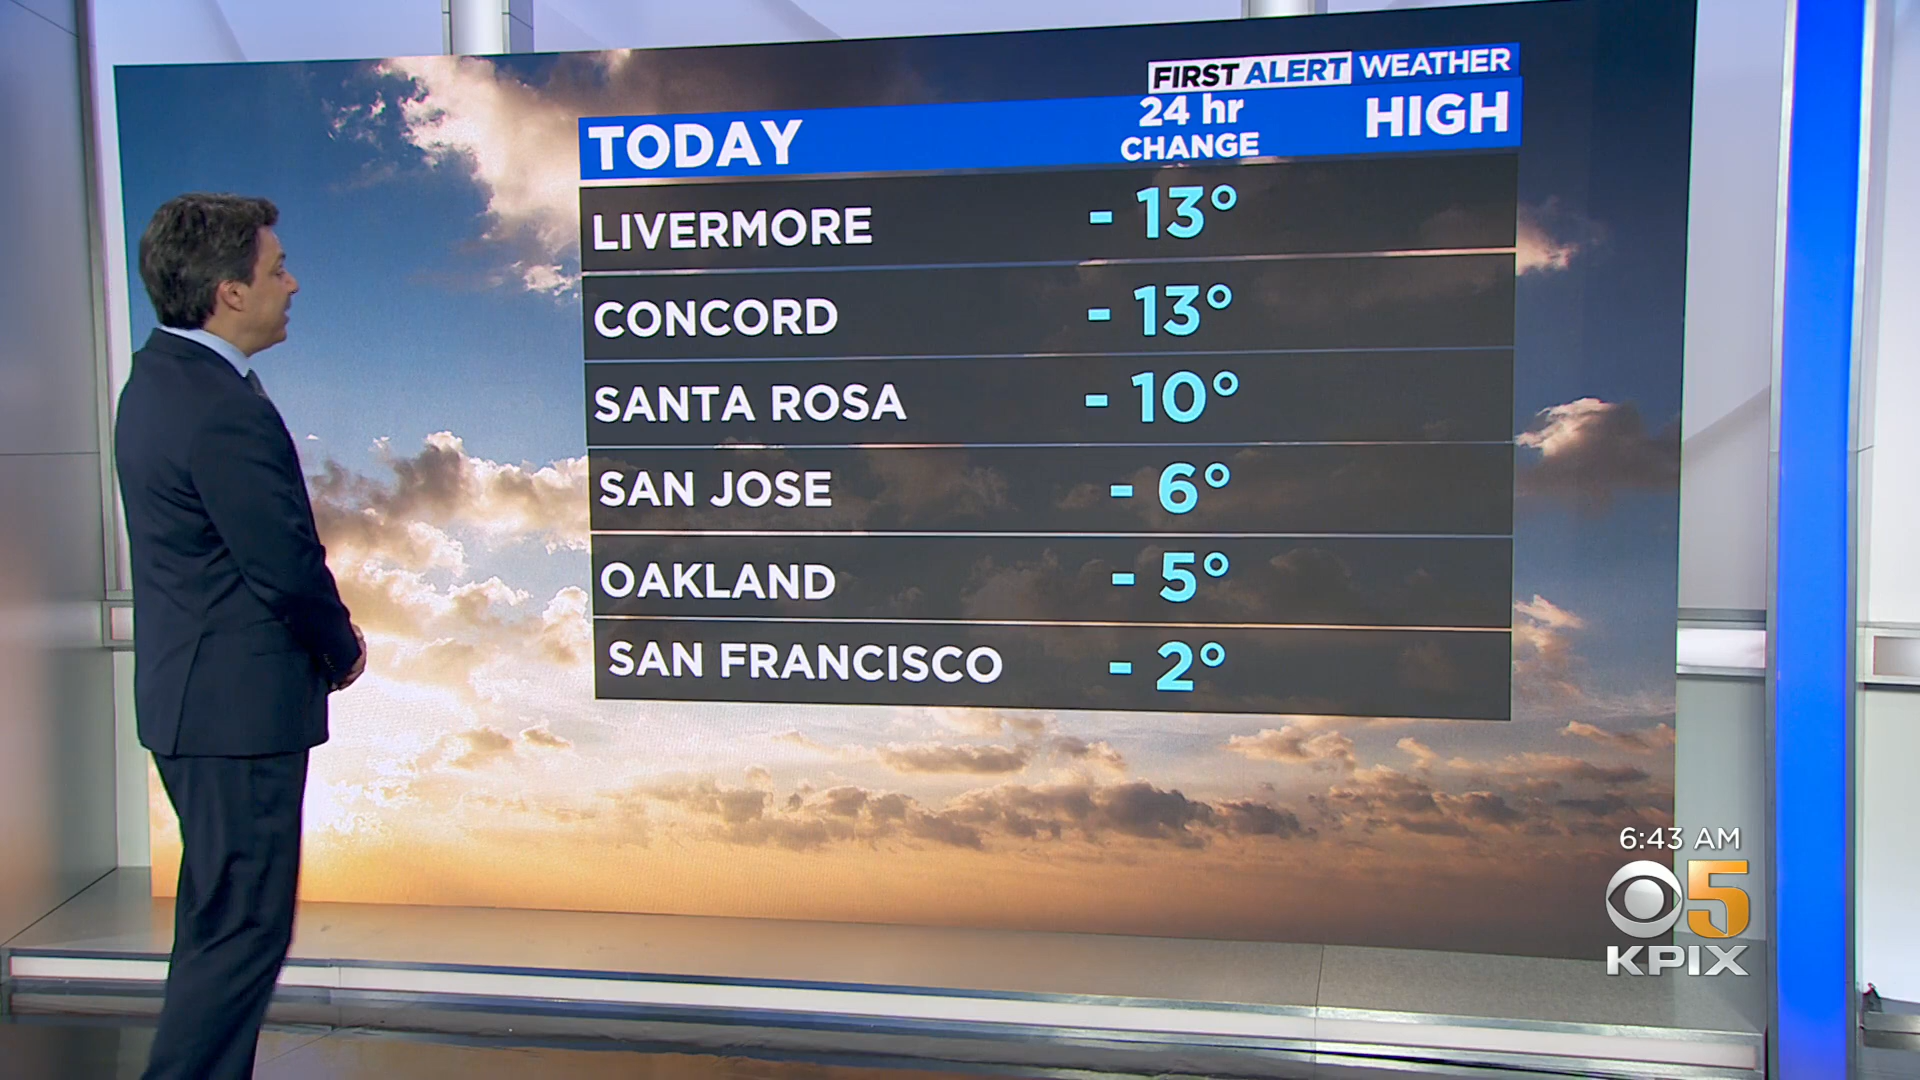 FIRST ALERT WEATHER
TODAY 24 hr CHANGE HIGH
LIVERMORE - 13°
CONCORD - 13°
SANTA ROSA - 10°
SAN JOSE - 6°
OAKLAND - 5°
SAN FRANCISCO - 2°
6:43 AM
5
KPIX